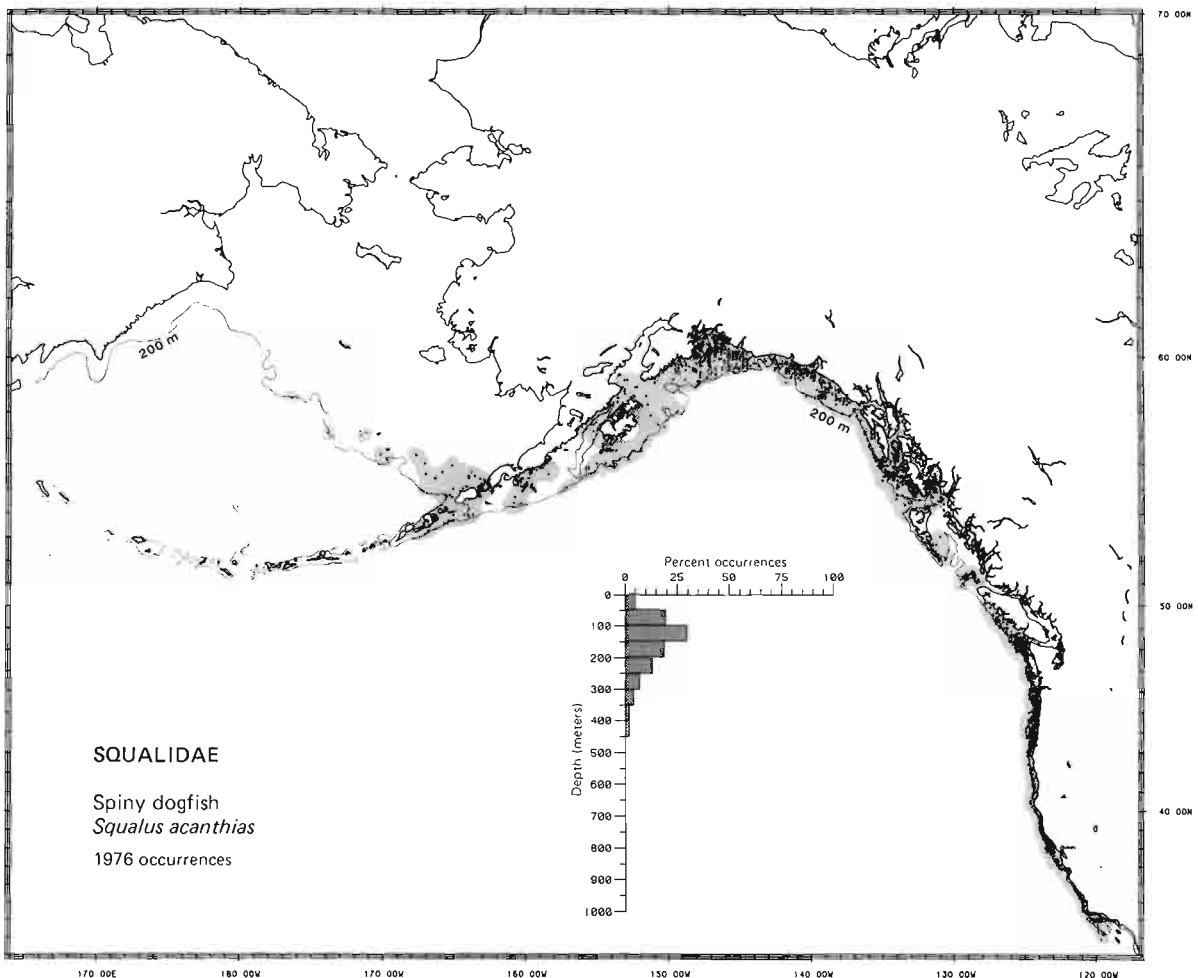 70 00N
200 m
60 00N
200 m
Percent occurrences
0 25 50 75 100
50 00N
0
100
200
300
400
500
600
700
800
900
1000
Depth (meters)
40 00N
SQUALIDAE
Spiny dogfish
Squalus acanthias
1976 occurrences
170 00E 180 00W 170 00W 160 00W 150 00W 140 00W 130 00W 120 00W